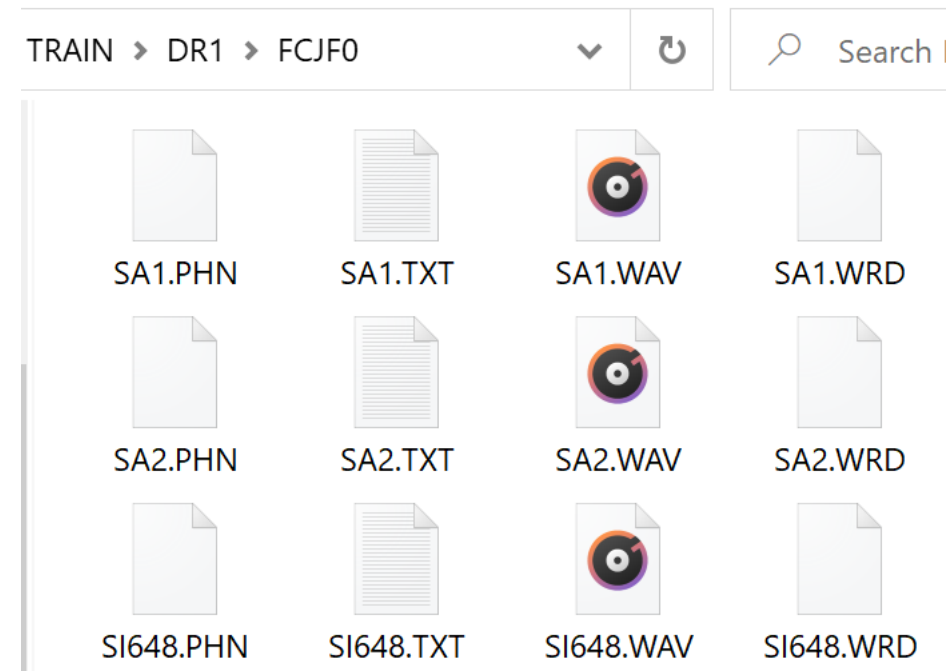 TRAIN > DR1 > FCJF0 Search
SA1.PHN SA1.TXT SA1.WAV SA1.WRD
SA2.PHN SA2.TXT SA2.WAV SA2.WRD
SI648.PHN SI648.TXT SI648.WAV SI648.WRD